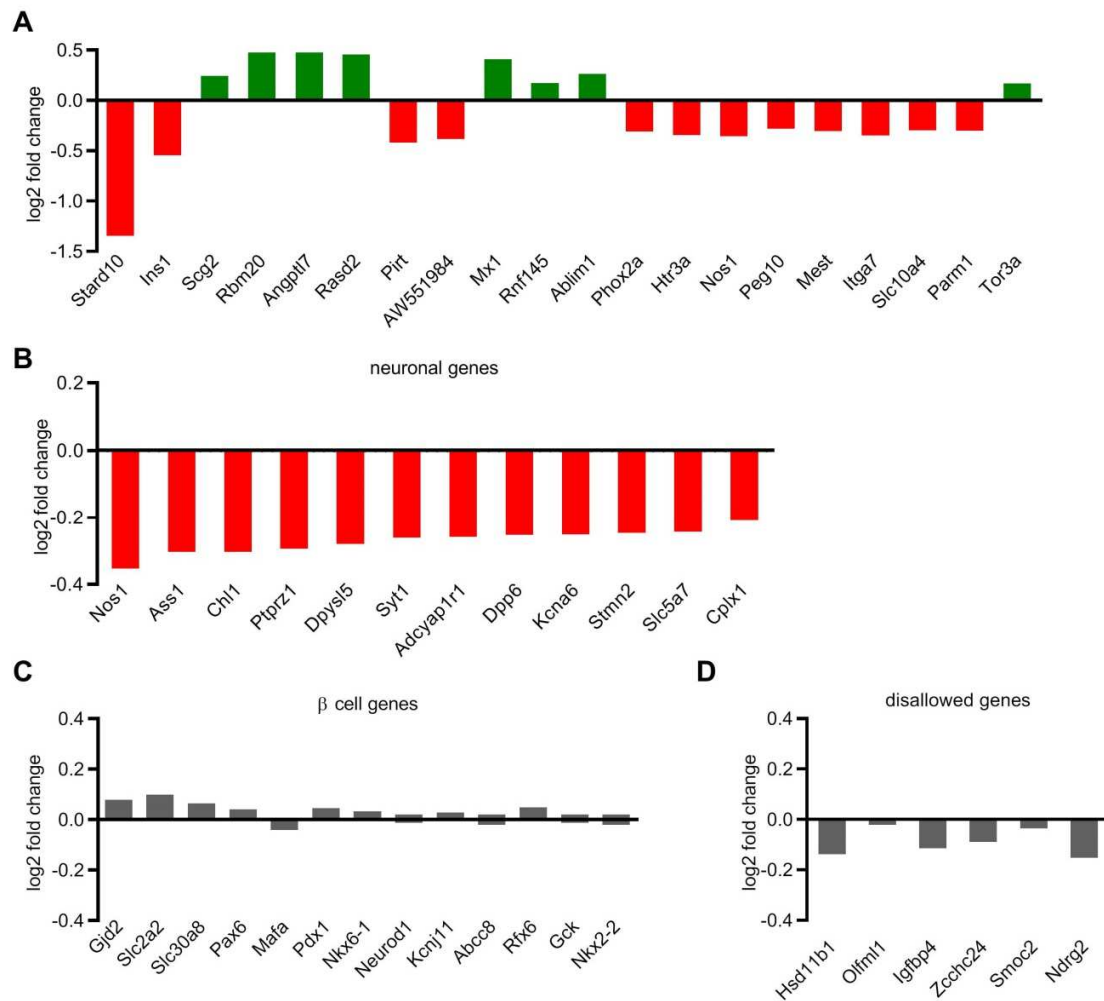 A
log2 fold change
0.5
0.0
-0.5
-1.0
-1.5
Stard10
Ins1
Scg2
Rbm20
Angptl7
Rasd2
Pirt
AW551984
Mx1
Rnf145
Ablim1
Phox2a
Htr3a
Nos1
Peg10
Mest
Itga7
Slc10a4
Parm1
Tor3a
B
neuronal genes
log2 fold change
0.2
0.0
-0.2
-0.4
Nos1
Ass1
Chl1
Ptprz1
Dpysl5
Syt1
Adcyap1r1
Dpp6
Kcna6
Stmn2
Slc5a7
Cplx1
C
β cell genes
log2 fold change
0.4
0.2
0.0
-0.2
-0.4
Gjd2
Slc2a2
Slc30a8
Pax6
Mafa
Pdx1
Nkx6-1
Neurod1
Kcnj11
Abcc8
Rfx6
Gck
Nkx2-2
D
disallowed genes
log2 fold change
0.4
0.2
0.0
-0.2
-0.4
Hsd11b1
Olfml1
Igfbp4
Zcchc24
Smoc2
Ndrg2